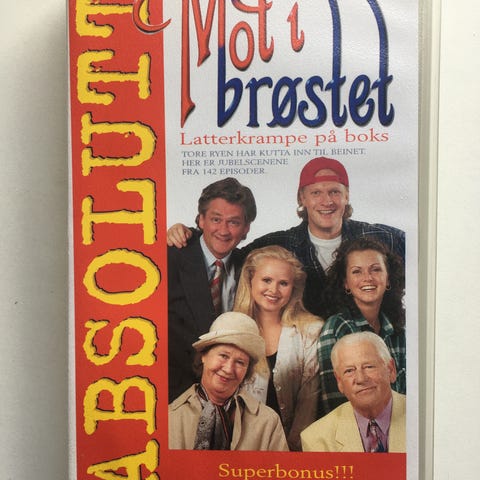 ABSOLUTT
Mot i
brøstet
Latterkrampe på boks
TORE RYEN HAR KUTTA INN TIL BEINET.
HER ER JUBELSCENENE
FRA 142 EPISODER.
Superbonus!!!